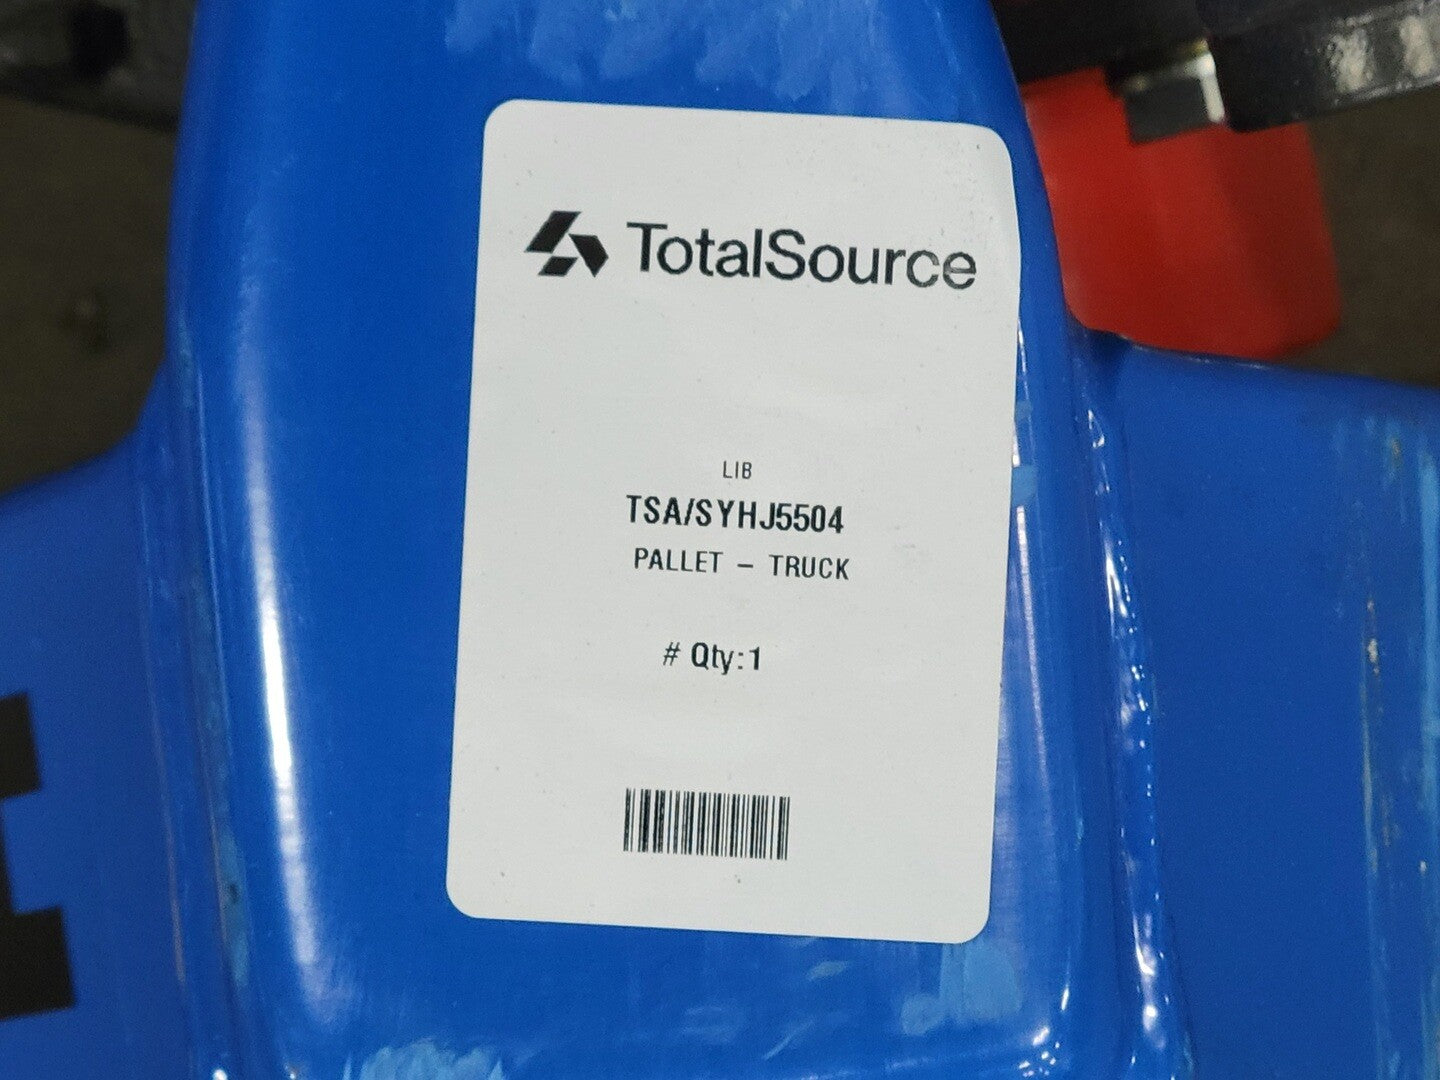 TotalSource
LIB
TSA/SYHJ5504
PALLET - TRUCK
# Qty:1